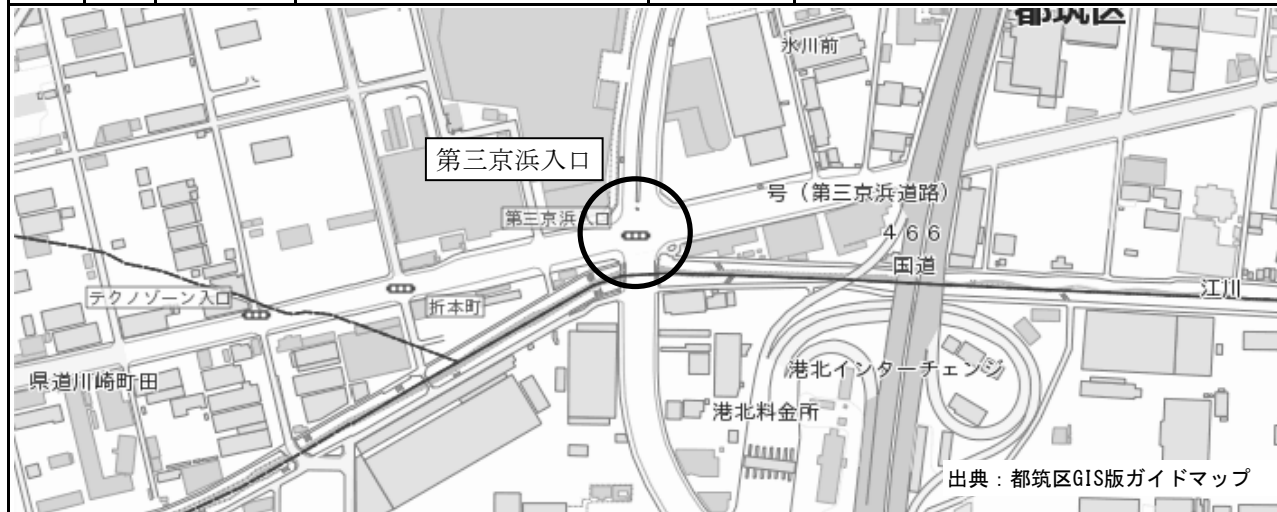 都筑区
氷川前
第三京浜入口
第三京浜入口
号（第三京浜道路）
466
国道
江川
テクノゾーン入口
折本町
県道川崎町田
港北インターチェンジ
港北料金所
出典：都筑区GIS版ガイドマップ